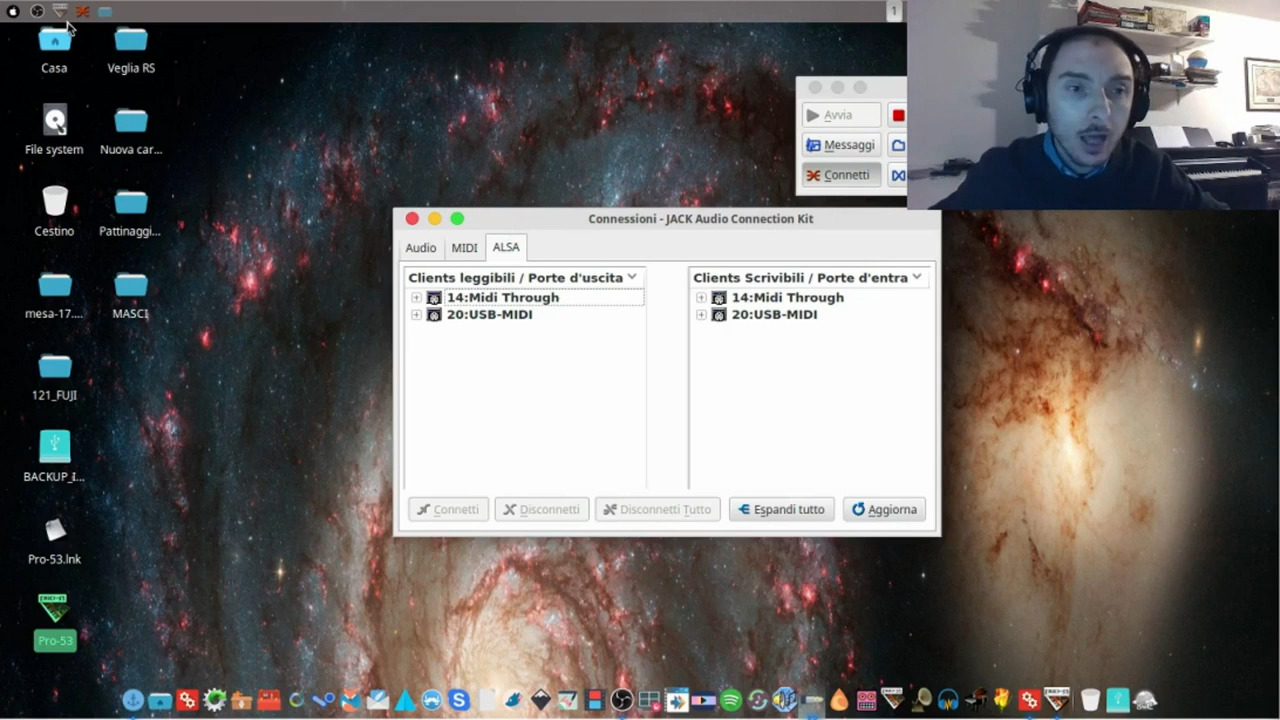 1
Casa
Veglia RS
File system
Nuova car...
Cestino
Pattinaggi...
mesa-17....
MASCI
121_FUJI
BACKUP_I...
Pro-53.lnk
Pro-53
Avvia
Messaggi
Connetti
Connessioni - JACK Audio Connection Kit
Audio
MIDI
ALSA
Clients leggibili / Porte d'uscita
14:Midi Through
20:USB-MIDI
Clients Scrivibili / Porte d'entra
14:Midi Through
20:USB-MIDI
Connetti
Disconnetti
Disconnetti Tutto
Espandi tutto
Aggiorna